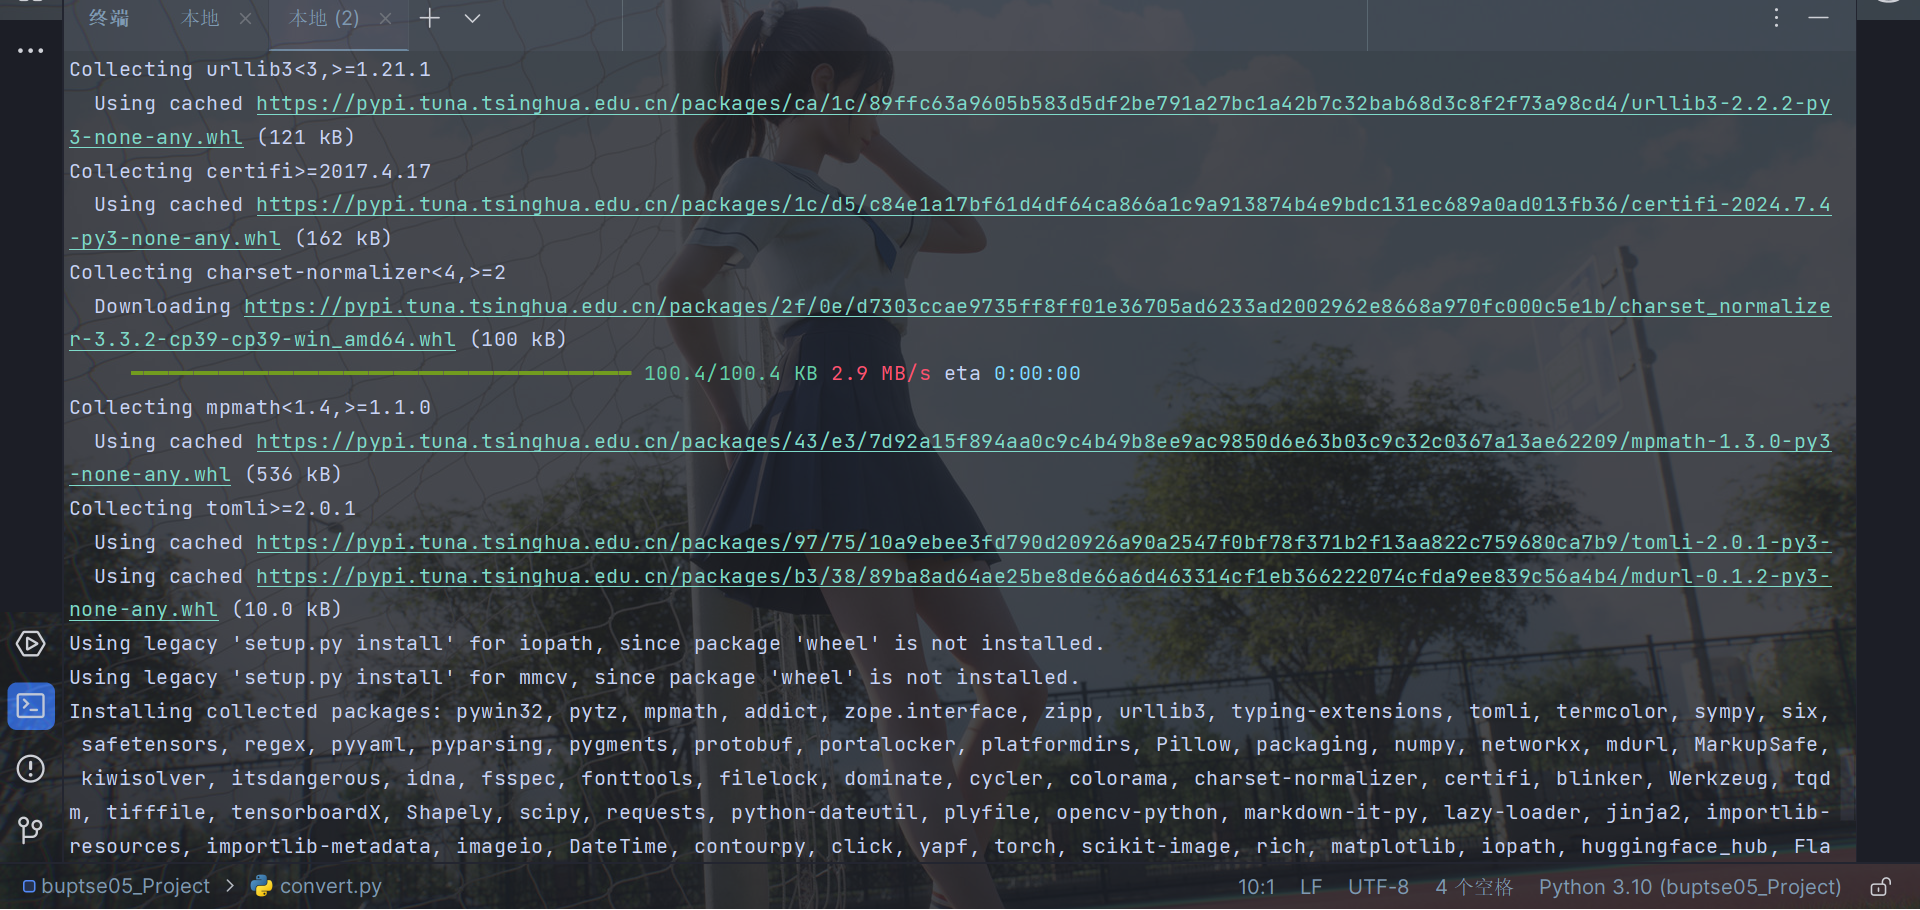 终端 本地 本地 (2)
Collecting urllib3<3,>=1.21.1
Using cached https://pypi.tuna.tsinghua.edu.cn/packages/ca/1c/89ffc63a9605b583d5df2be791a27bc1a42b7c32bab68d3c8f2f73a98cd4/urllib3-2.2.2-py
3-none-any.whl (121 kB)
Collecting certifi>=2017.4.17
Using cached https://pypi.tuna.tsinghua.edu.cn/packages/1c/d5/c84e1a17bf61d4df64ca866a1c9a913874b4e9bdc131ec689a0ad013fb36/certifi-2024.7.4
-py3-none-any.whl (162 kB)
Collecting charset-normalizer<4,>=2
Downloading https://pypi.tuna.tsinghua.edu.cn/packages/2f/0e/d7303ccae9735ff8ff01e36705ad6233ad2002962e8668a970fc000c5e1b/charset_normalize
r-3.3.2-cp39-cp39-win_amd64.whl (100 kB)
100.4/100.4 KB 2.9 MB/s eta 0:00:00
Collecting mpmath<1.4,>=1.1.0
Using cached https://pypi.tuna.tsinghua.edu.cn/packages/43/e3/7d92a15f894aa0c9c4b49b8ee9ac9850d6e63b03c9c32c0367a13ae62209/mpmath-1.3.0-py3
-none-any.whl (536 kB)
Collecting tomli>=2.0.1
Using cached https://pypi.tuna.tsinghua.edu.cn/packages/97/75/10a9ebee3fd790d20926a90a2547f0bf78f371b2f13aa822c759680ca7b9/tomli-2.0.1-py3-
Using cached https://pypi.tuna.tsinghua.edu.cn/packages/b3/38/89ba8ad64ae25be8de66a6d463314cf1eb366222074cfda9ee839c56a4b4/mdurl-0.1.2-py3-
none-any.whl (10.0 kB)
Using legacy 'setup.py install' for iopath, since package 'wheel' is not installed.
Using legacy 'setup.py install' for mmcv, since package 'wheel' is not installed.
Installing collected packages: pywin32, pytz, mpmath, addict, zope.interface, zipp, urllib3, typing-extensions, tomli, termcolor, sympy, six,
safetensors, regex, pyyaml, pyparsing, pygments, protobuf, portalocker, platformdirs, Pillow, packaging, numpy, networkx, mdurl, MarkupSafe,
kiwisolver, itsdangerous, idna, fsspec, fonttools, filelock, dominate, cycler, colorama, charset-normalizer, certifi, blinker, Werkzeug, tqd
m, tifffile, tensorboardX, Shapely, scipy, requests, python-dateutil, plyfile, opencv-python, markdown-it-py, lazy-loader, jinja2, importlib-
resources, importlib-metadata, imageio, DateTime, contourpy, click, yapf, torch, scikit-image, rich, matplotlib, iopath, huggingface_hub, Fla
buptse05_Project > convert.py 10:1 LF UTF-8 4 个空格 Python 3.10 (buptse05_Project)